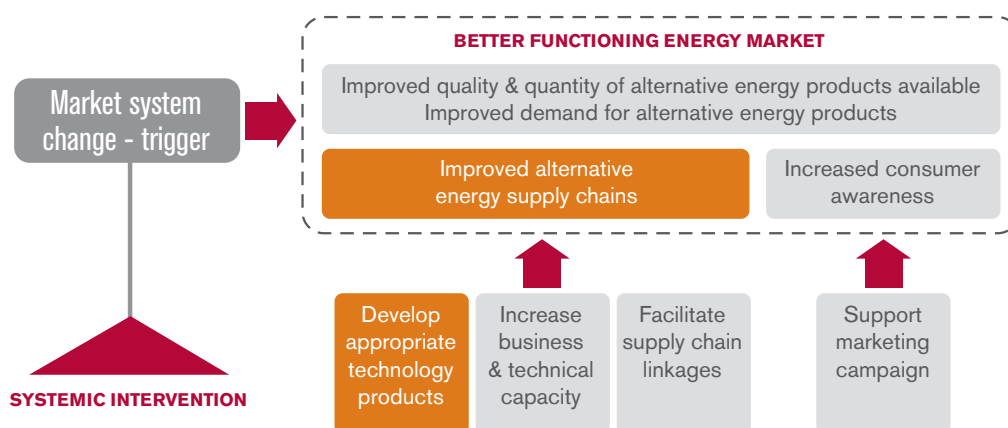 BETTER FUNCTIONING ENERGY MARKET
Market system
change - trigger
Improved quality & quantity of alternative energy products available
Improved demand for alternative energy products
Improved alternative
energy supply chains
Increased consumer
awareness
Develop
appropriate
technology
products
Increase
business
& technical
capacity
Facilitate
supply chain
linkages
Support
marketing
campaign
SYSTEMIC INTERVENTION